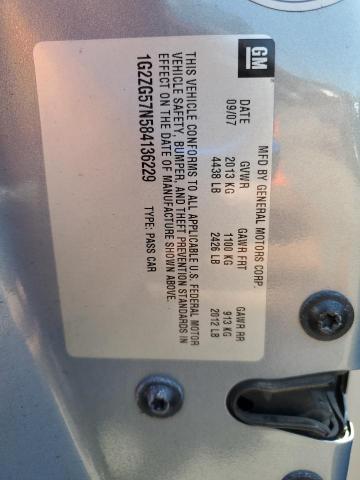 GM
MFD BY GENERAL MOTORS CORP.
DATE GVWR GAWR FRT GAWR RR
09/07 2013 KG 1100 KG 913 KG
4438 LB 2426 LB 2012 LB
THIS VEHICLE CONFORMS TO ALL APPLICABLE U.S. FEDERAL MOTOR
VEHICLE SAFETY, BUMPER, AND THEFT PREVENTION STANDARDS IN
EFFECT ON THE DATE OF MANUFACTURE SHOWN ABOVE.
1G2ZG57N584136229 TYPE: PASS CAR